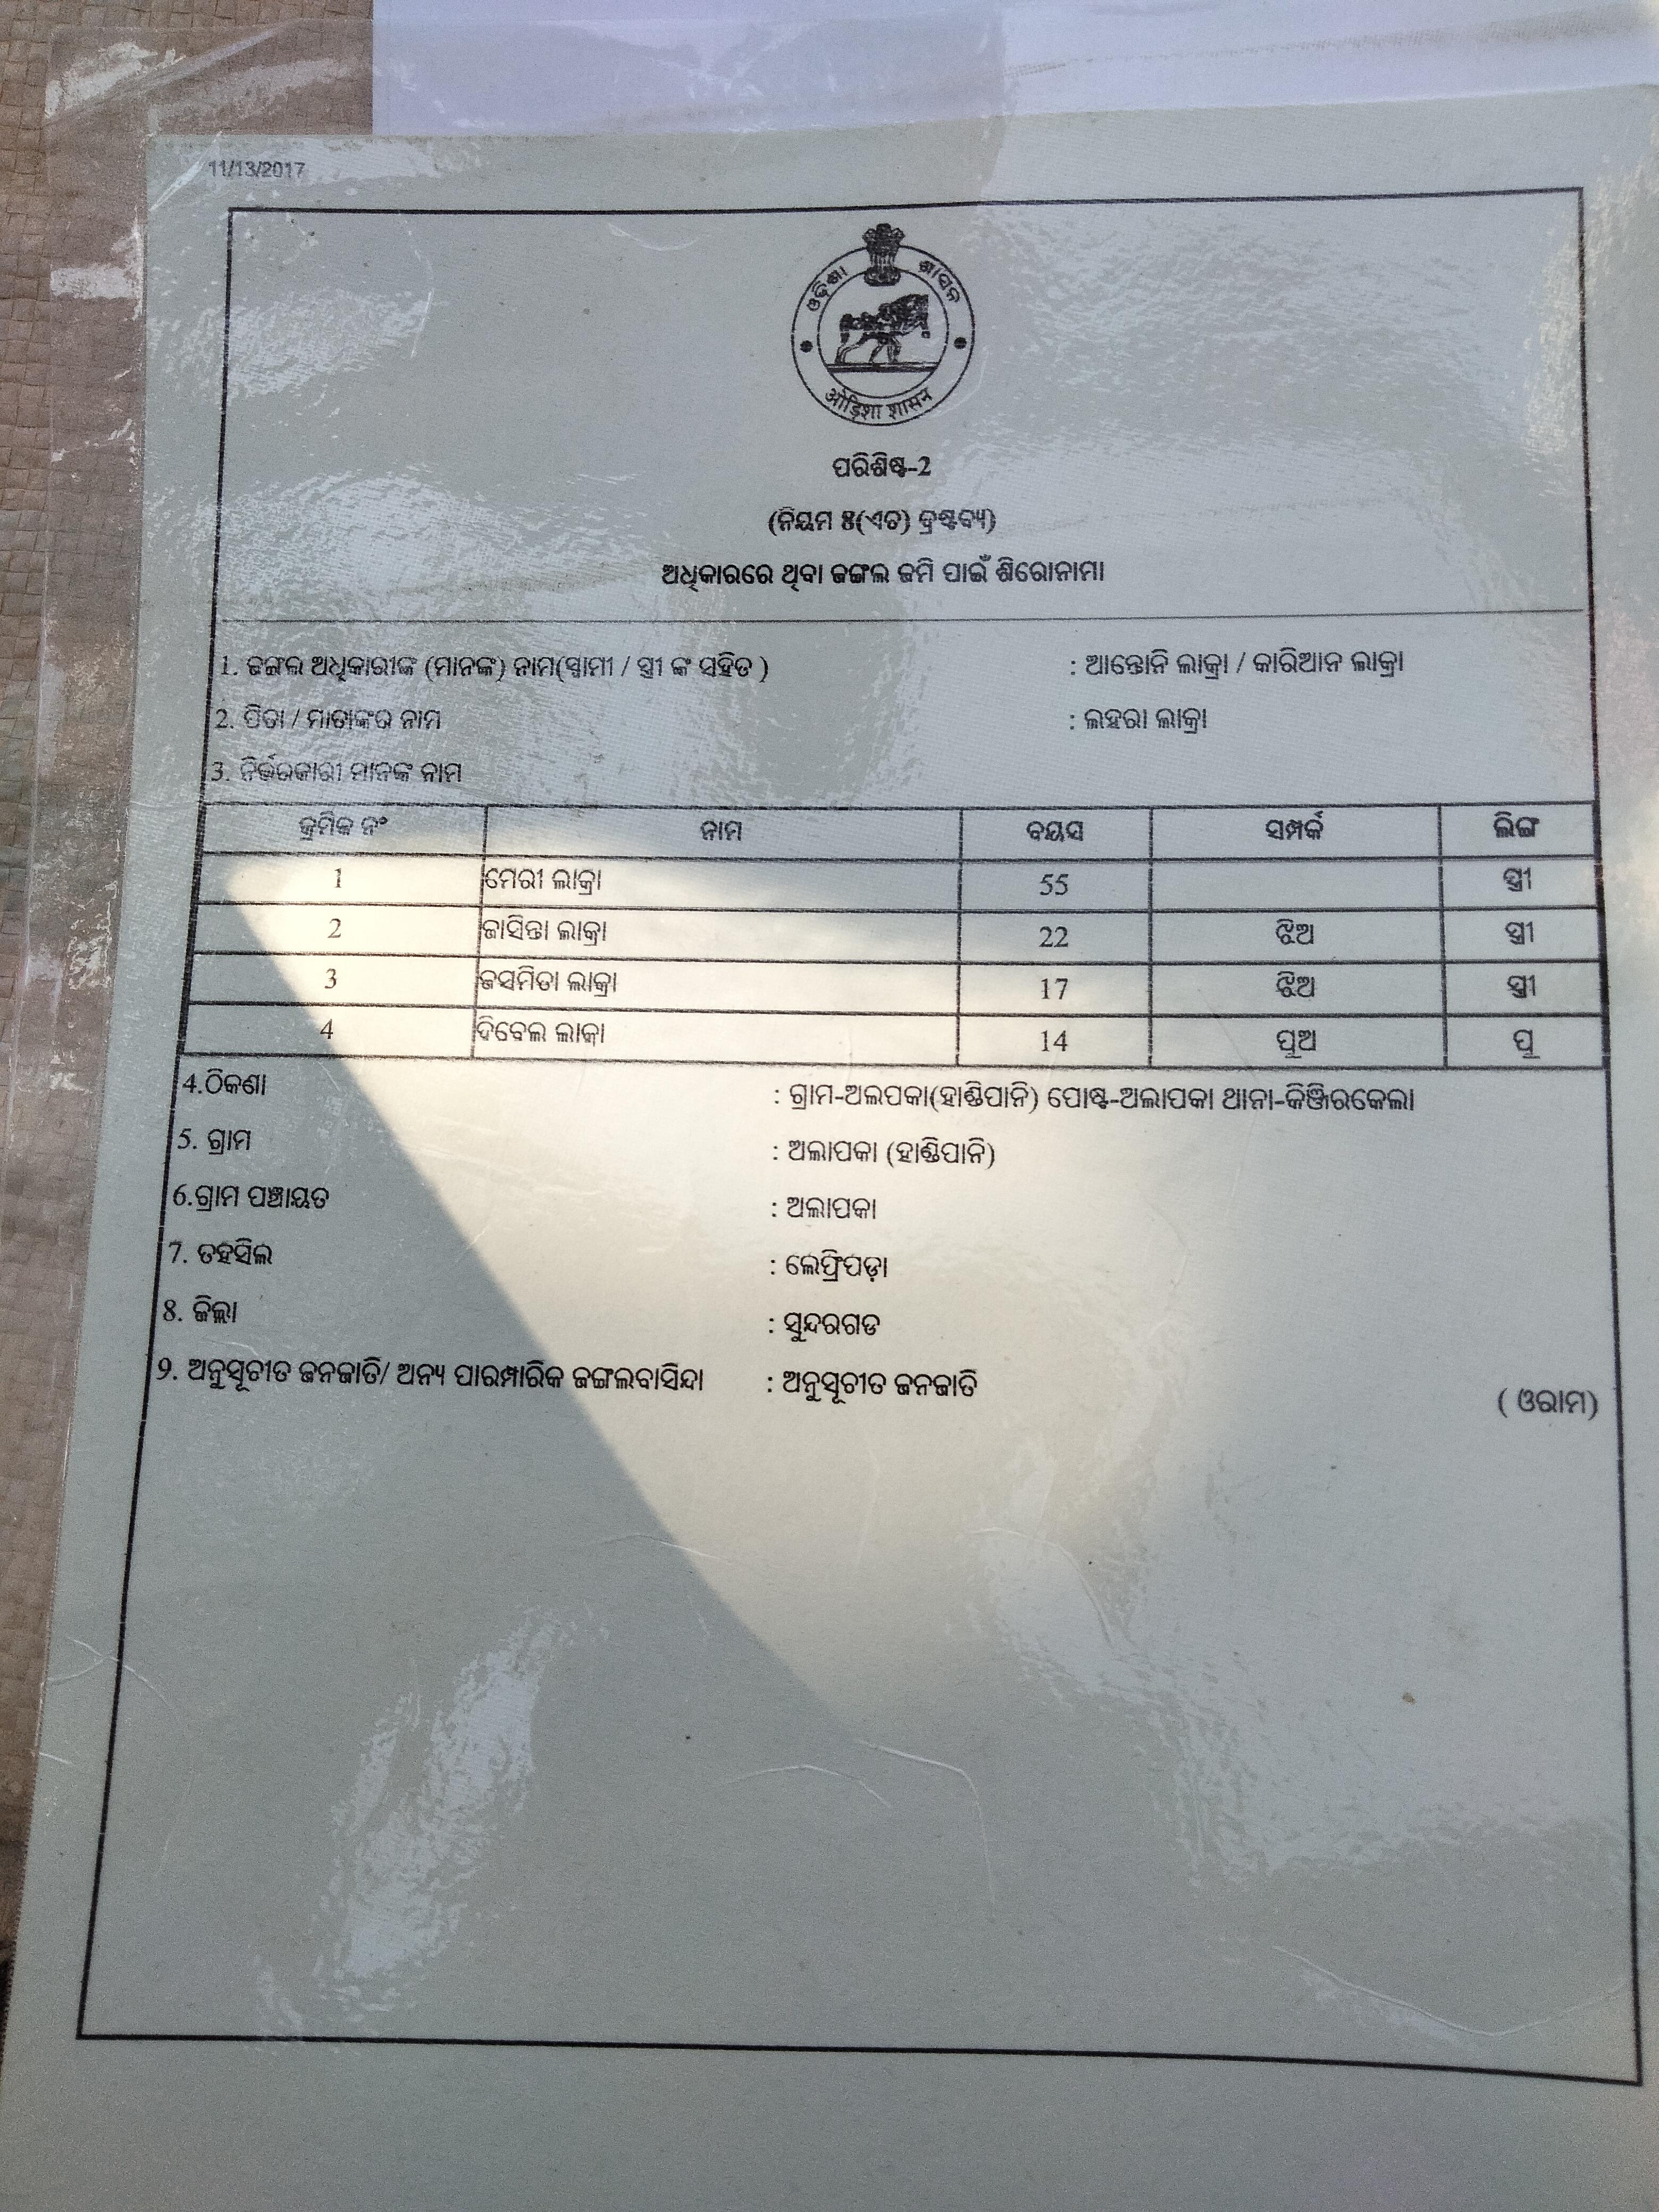 11/13/2017
ଓଡ଼ିଶା ଶାସନ
ओड़िशा शासन
ପରିଶିଷ୍ଟ-2
(ନିୟମ ୫(ଏଚ) ଦ୍ରଷ୍ଟବ୍ୟ)
ଅଧିକାରରେ ଥିବା ଜଙ୍ଗଲ ଜମି ପାଇଁ ଶିରୋନାମା
1. ଜଙ୍ଗଲ ଅଧିକାରୀଙ୍କ (ମାନଙ୍କ) ନାମ(ସ୍ୱାମୀ / ସ୍ତ୍ରୀ ଙ୍କ ସହିତ ) : ଆନ୍ତୋନି ଲାକ୍ରା / କାରିଆନ ଲାକ୍ରା
2. ପିତା / ମାତାଙ୍କର ନାମ : ଲହରା ଲାକ୍ରା
3. ନିର୍ଭରକାରୀ ମାନଙ୍କ ନାମ
କ୍ରମିକ ନଂ ନାମ ବୟସ ସମ୍ପର୍କ ଲିଙ୍ଗ
1 ମେରୀ ଲାକ୍ରା 55 ସ୍ତ୍ରୀ
2 ଜାସିନ୍ତା ଲାକ୍ରା 22 ଝିଅ ସ୍ତ୍ରୀ
3 ଜସମିତା ଲାକ୍ରା 17 ଝିଅ ସ୍ତ୍ରୀ
4 ଦିବେଲ ଲାକ୍ରା 14 ପୁଅ ପୁ
4.ଠିକଣା : ଗ୍ରାମ-ଅଲପକା(ହାଣ୍ଡିପାନି) ପୋଷ୍ଟ-ଅଲାପକା ଥାନା-କିଞ୍ଜିରକେଲା
5. ଗ୍ରାମ : ଅଲାପକା (ହାଣ୍ଡିପାନି)
6.ଗ୍ରାମ ପଞ୍ଚାୟତ : ଅଲାପକା
7. ତହସିଲ : ଲେଫ୍ରିପଡ଼ା
8. ଜିଲ୍ଲା : ସୁନ୍ଦରଗଡ
୨. ଅନୁସୂଚୀତ ଜନଜାତି/ ଅନ୍ୟ ପାରମ୍ପାରିକ ଜଙ୍ଗଲବାସିନ୍ଦା : ଅନୁସୂଚୀତ ଜନଜାତି
( ଓରାମ)